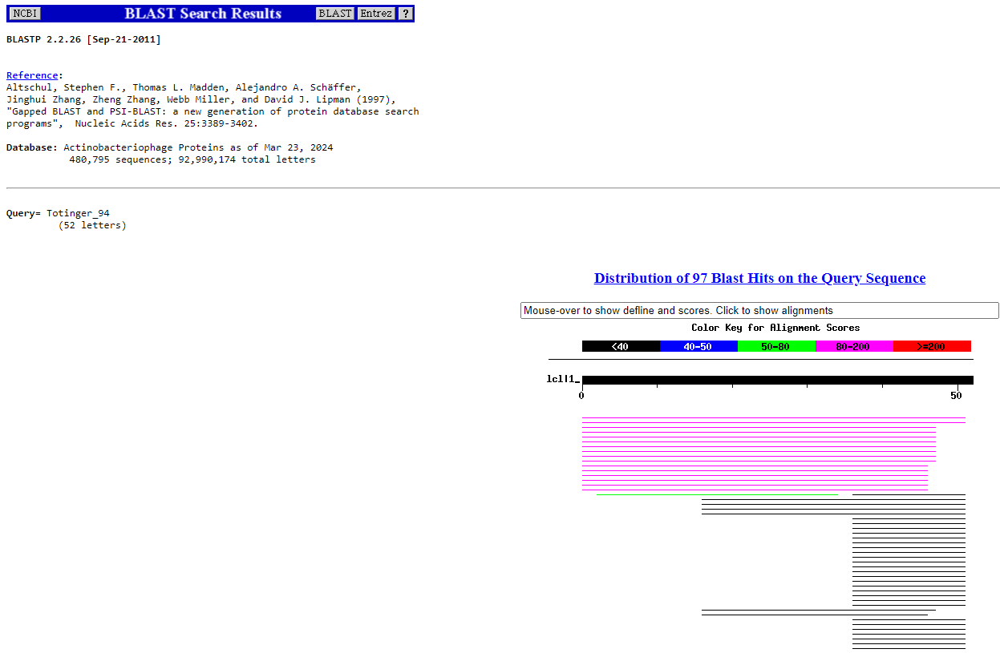 NCBI BLAST Search Results BLAST Entrez ?
BLASTP 2.2.26 [Sep-21-2011]
Reference:
Altschul, Stephen F., Thomas L. Madden, Alejandro A. Schäffer,
Jinghui Zhang, Zheng Zhang, Webb Miller, and David J. Lipman (1997),
"Gapped BLAST and PSI-BLAST: a new generation of protein database search
programs",  Nucleic Acids Res. 25:3389-3402.
Database: Actinobacteriophage Proteins as of Mar 23, 2024
480,795 sequences; 92,990,174 total letters
Query= Totinger_94
(52 letters)
Distribution of 97 Blast Hits on the Query Sequence
Mouse-over to show defline and scores. Click to show alignments
Color Key for Alignment Scores
<40 40-50 50-80 80-200 >=200
lcl|1_
0 50